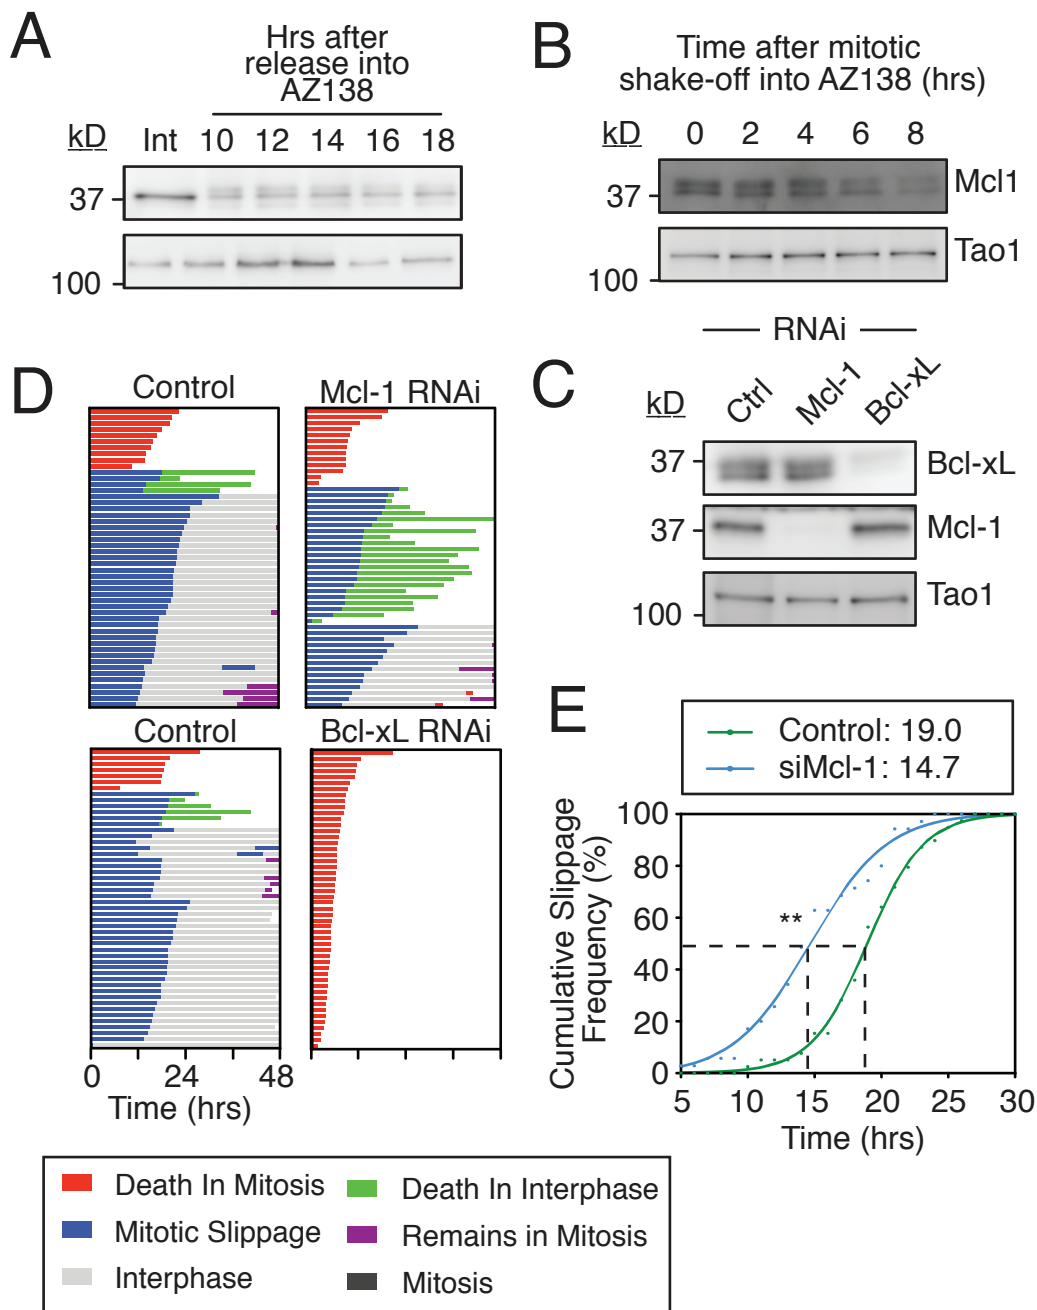 A
Hrs after
release into
AZ138
kD Int 10 12 14 16 18
37
100
B
Time after mitotic
shake-off into AZ138 (hrs)
kD 0 2 4 6 8
37 Mcl1
Tao1
100
RNAi
C
kD Ctrl Mcl-1 Bcl-xL
37 Bcl-xL
37 Mcl-1
100 Tao1
D
Control Mcl-1 RNAi
Control Bcl-xL RNAi
0 24 48
Time (hrs)
E
Control: 19.0
siMcl-1: 14.7
Cumulative Slippage
Frequency (%)
100
80
60
40
20
0
**
5 10 15 20 25 30
Time (hrs)
Death In Mitosis
Mitotic Slippage
Interphase
Death In Interphase
Remains in Mitosis
Mitosis